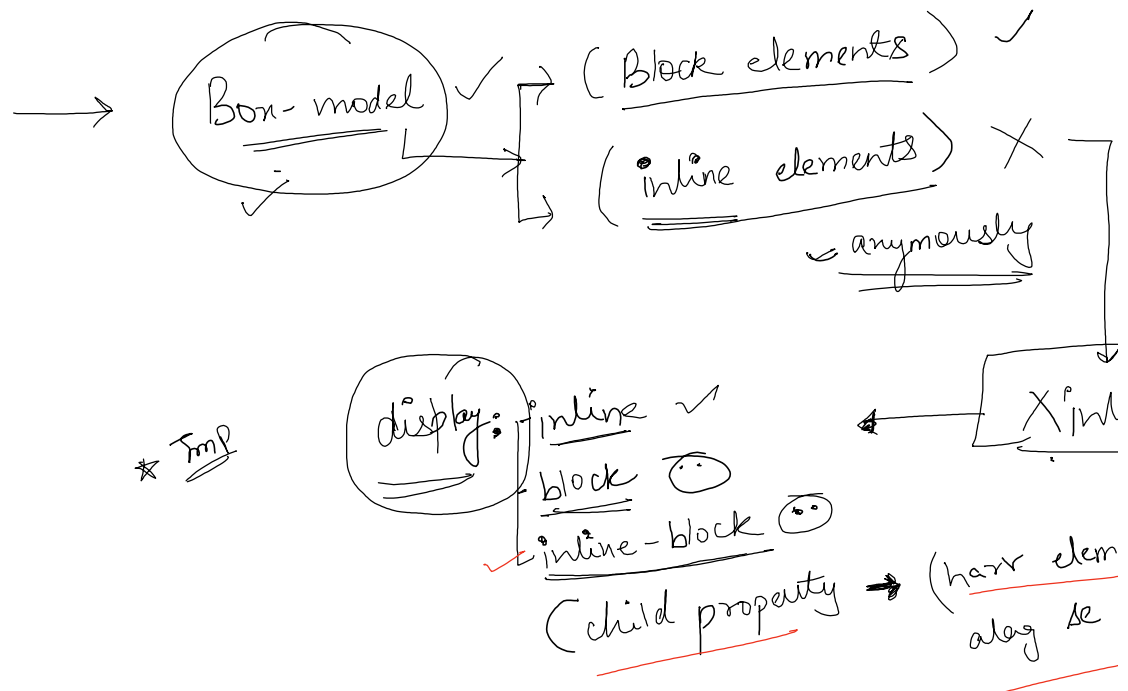 Box-model
(Block elements)
(inline elements) X
anymously
Imp
display: inline
block
inline-block
(child property → (harr elem
alag se
X inl